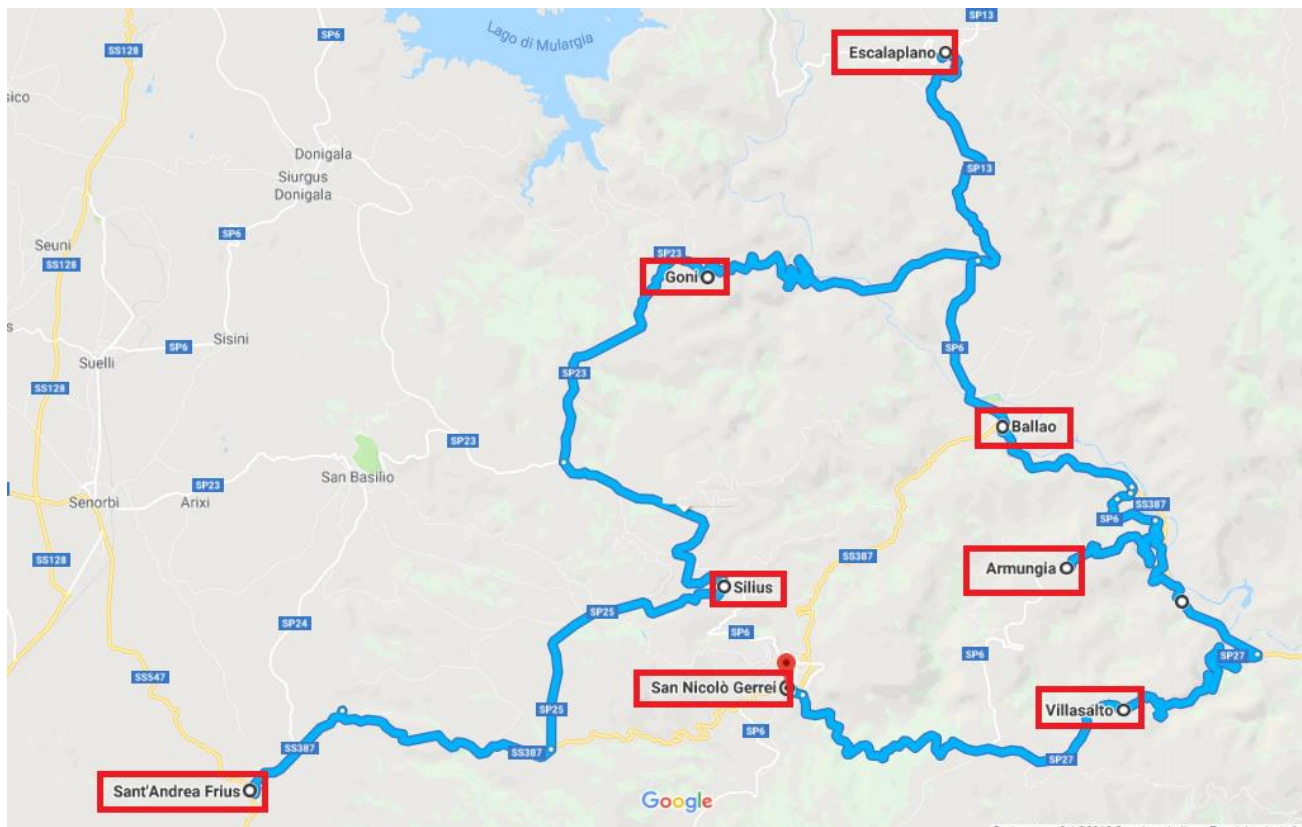 SP13
SS128
SP6
Lago di Mulargia
Escalaplano
sico
SS128
Donigala
Siurgus
Donigala
SP13
SP6
Seuni
SS128
SP23
Goni
SP6
Sisini
SP6
Suelli
SP23
SS128
Ballao
SP23
San Basilio
SP23
Senorbì
Arixi
SS387
SP6
SS128
SS387
Armungia
Silius
SP25
SP24
SP6
SP6
SP27
SS547
San Nicolò Gerrei
Villasalto
SP25
SP6
SS387
SS387
SP27
Sant'Andrea Frius
Google